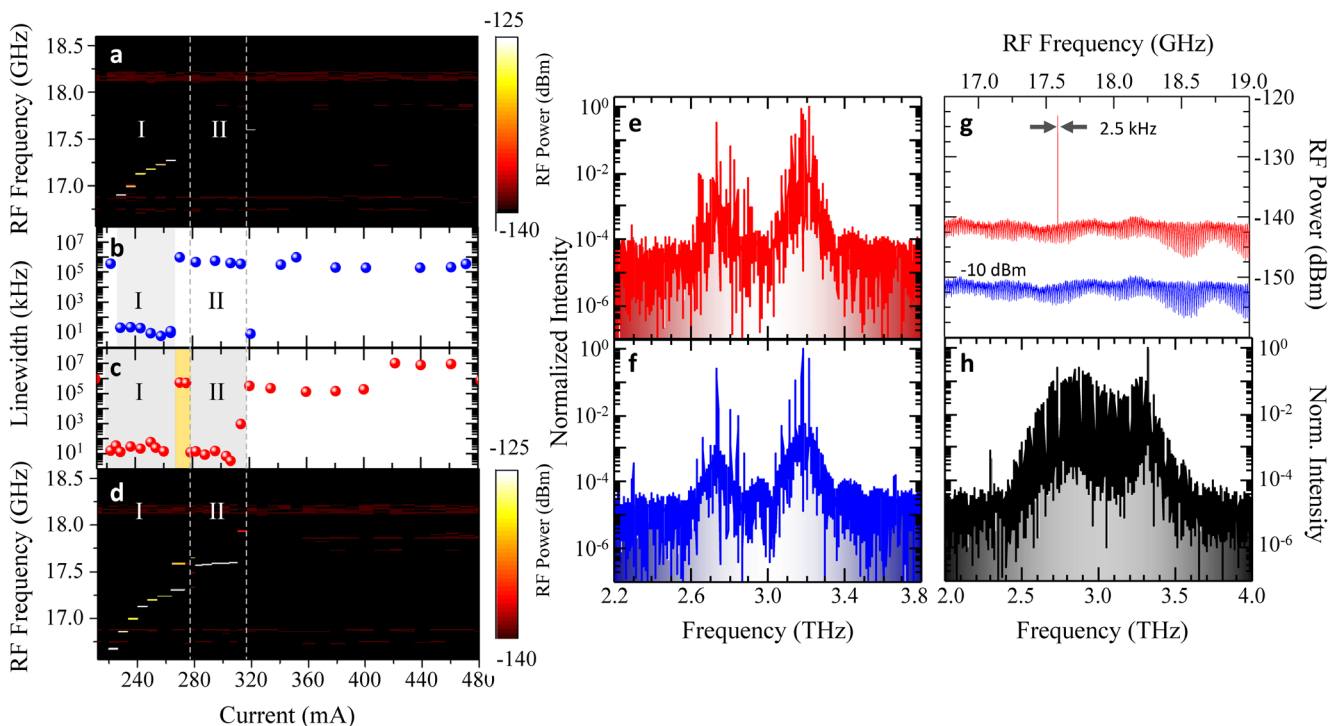 a
I
II
18.5
18.0
17.5
17.0
RF Frequency (GHz)
-125
-140
RF Power (dBm)
b
I
II
10^7
10^5
10^3
10^1
c
I
II
10^7
10^5
10^3
10^1
Linewidth (kHz)
d
I
II
18.5
18.0
17.5
17.0
RF Frequency (GHz)
-125
-140
RF Power (dBm)
240 280 320 360 400 440 480
Current (mA)
e
10^0
10^-2
10^-4
10^-6
Normalized Intensity
f
10^0
10^-2
10^-4
10^-6
2.2 2.6 3.0 3.4 3.8
Frequency (THz)
RF Frequency (GHz)
17.0 17.5 18.0 18.5 19.0
g
2.5 kHz
-10 dBm
-120
-130
-140
-150
RF Power (dBm)
h
10^0
10^-2
10^-4
10^-6
Norm. Intensity
2.0 2.5 3.0 3.5 4.0
Frequency (THz)